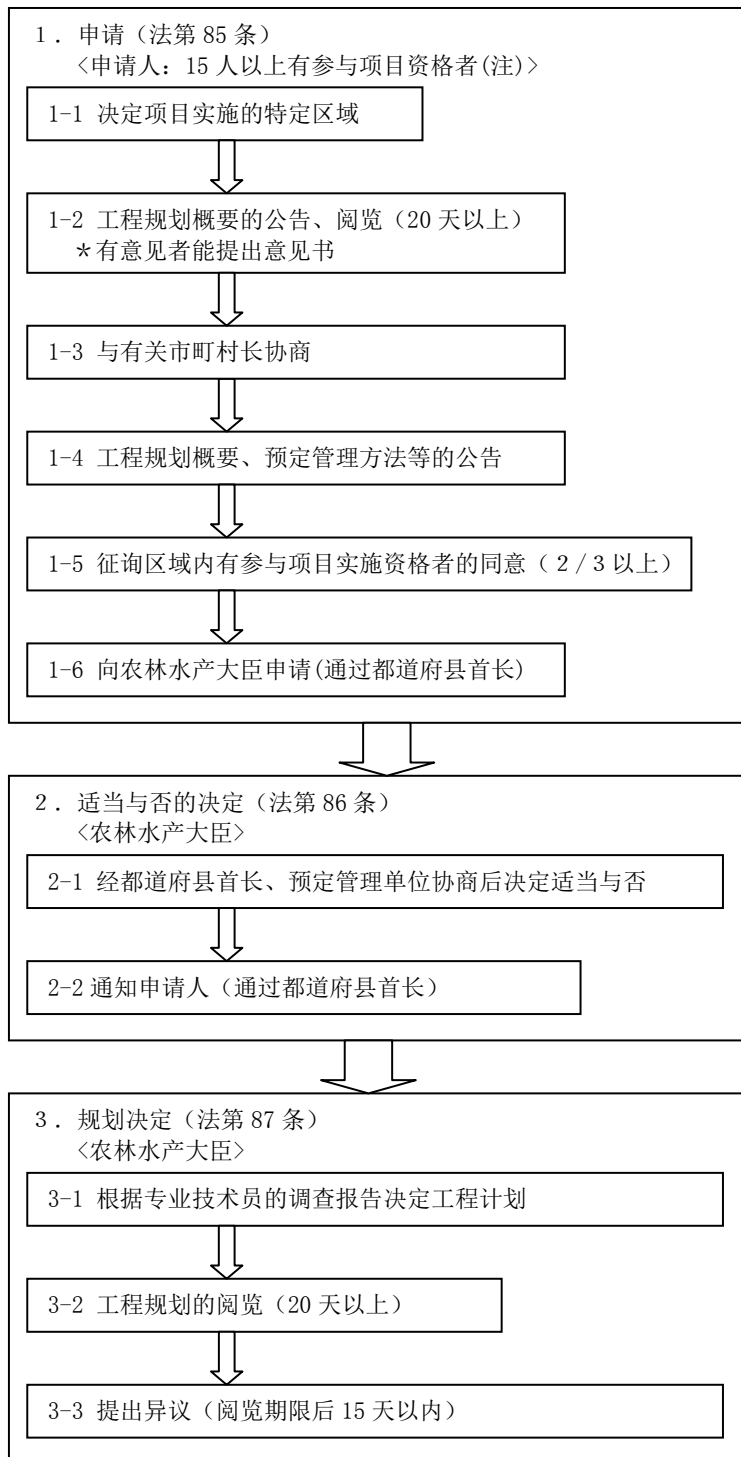 １．申请（法第 85 条）
<申请人：15 人以上有参与项目资格者(注)>
1-1 决定项目实施的特定区域
1-2 工程规划概要的公告、阅览（20 天以上）
＊有意见者能提出意见书
1-3 与有关市町村长协商
1-4 工程规划概要、预定管理方法等的公告
1-5 征询区域内有参与项目实施资格者的同意（２/３以上）
1-6 向农林水产大臣申请(通过都道府县首长)
２．适当与否的决定（法第 86 条）
<农林水产大臣>
2-1 经都道府县首长、预定管理单位协商后决定适当与否
2-2 通知申请人（通过都道府县首长）
３．规划决定（法第 87 条）
<农林水产大臣>
3-1 根据专业技术员的调查报告决定工程计划
3-2 工程规划的阅览（20 天以上）
3-3 提出异议（阅览期限后 15 天以内）